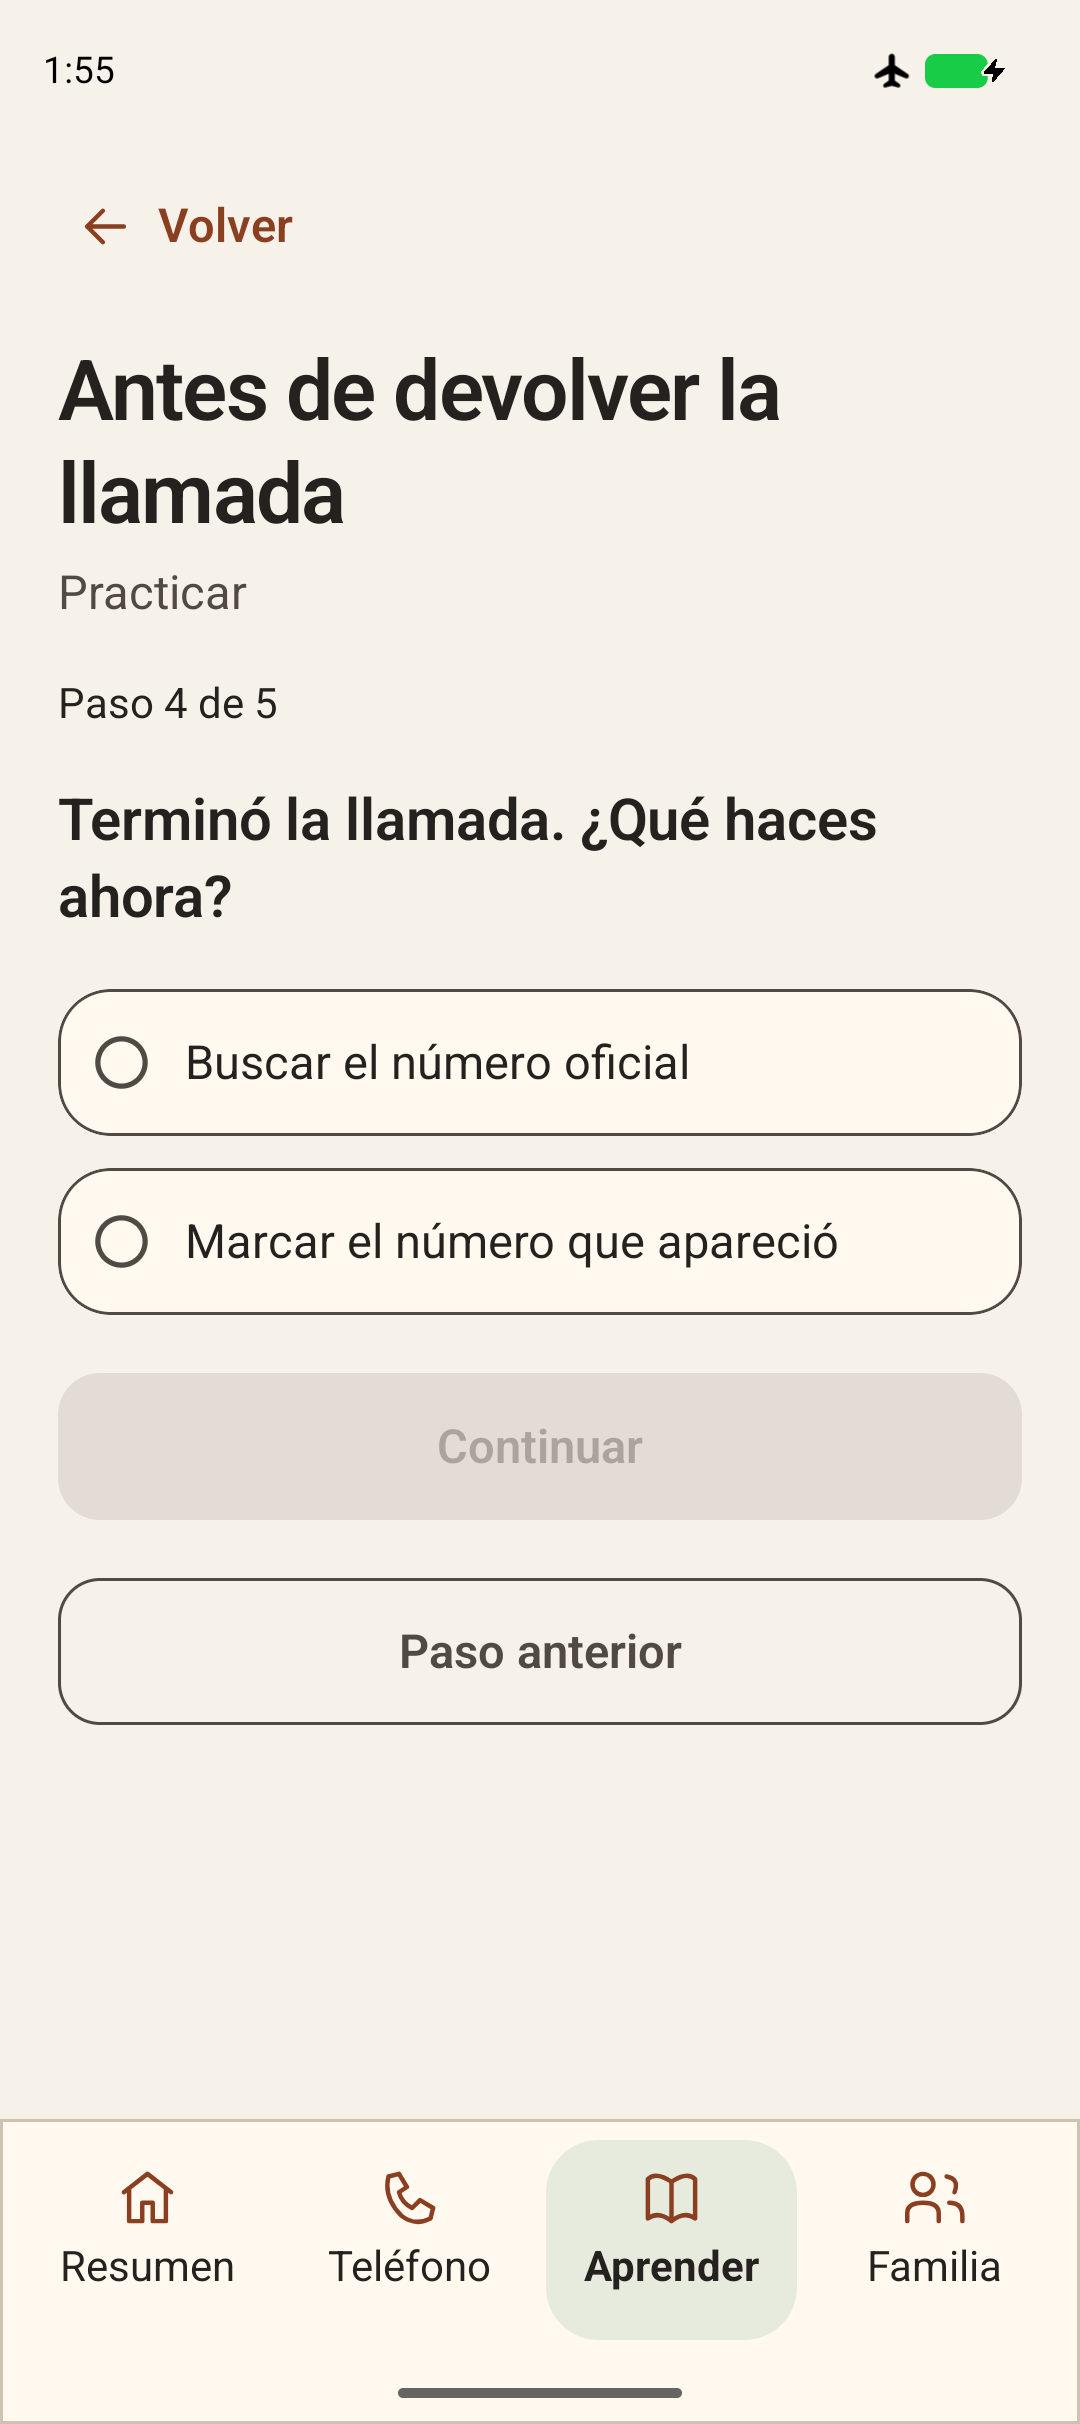 1:55
Volver
Antes de devolver la
llamada
Practicar
Paso 4 de 5
Terminó la llamada. ¿Qué haces
ahora?
Buscar el número oficial
Marcar el número que apareció
Continuar
Paso anterior
Resumen
Teléfono
Aprender
Familia